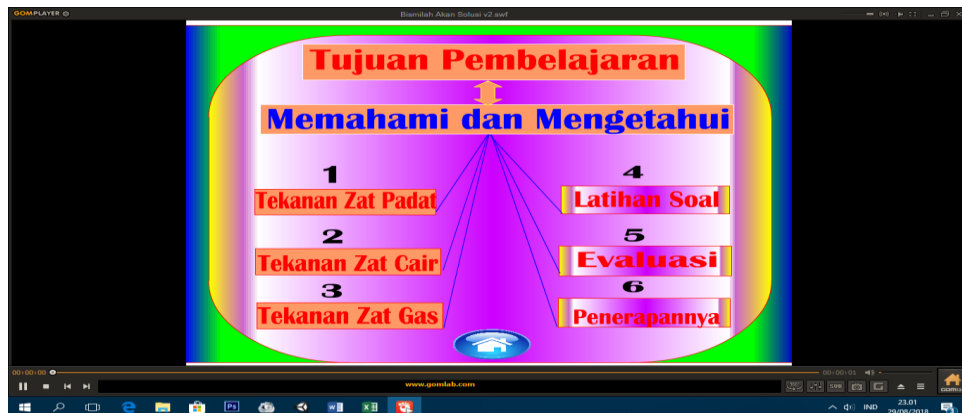 GOMPLAYER
Bismilah Akan Solusi v2.swf
Tujuan Pembelajaran
Memahami dan Mengetahui
1
Tekanan Zat Padat
2
Tekanan Zat Cair
3
Tekanan Zat Gas
4
Latihan Soal
5
Evaluasi
6
Penerapannya
00:00:00
00:00:01
www.gomlab.com
360°
SUB
IND
23.01
29/08/2018